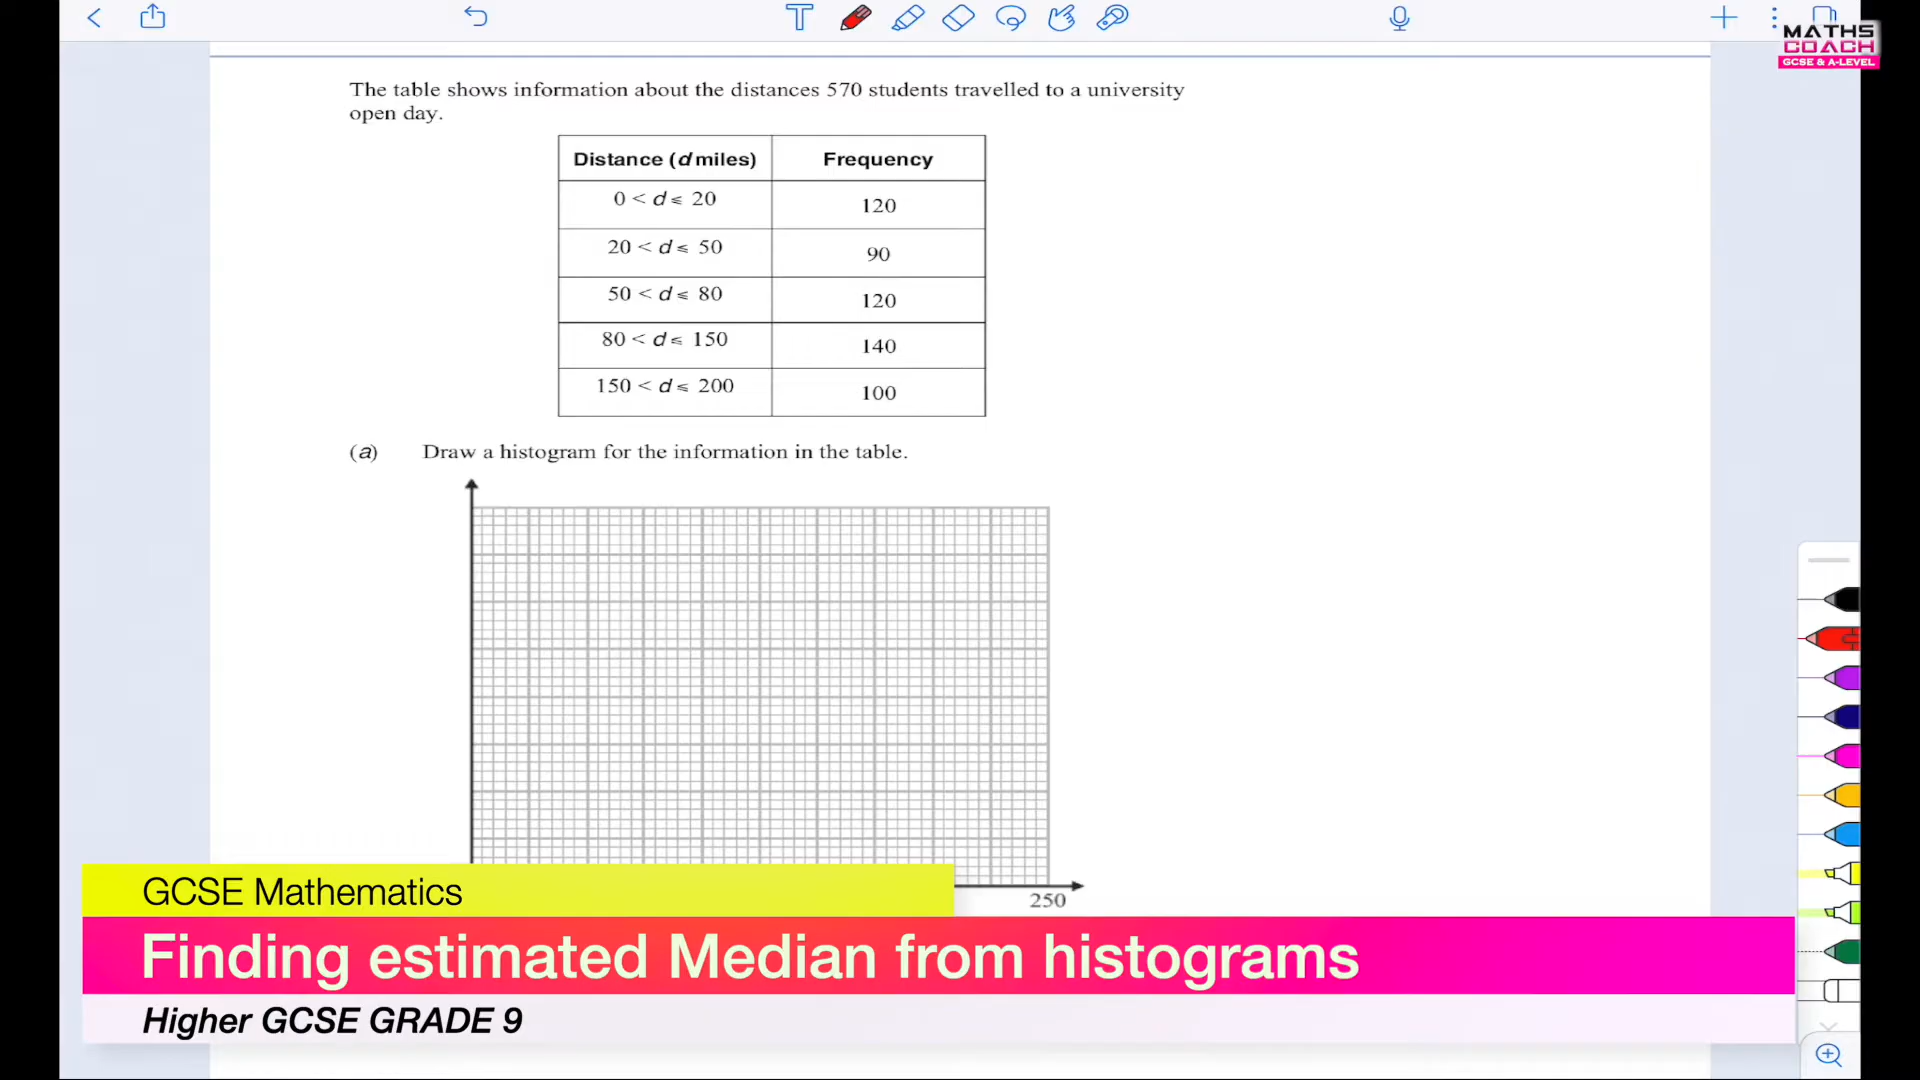 MATHS
COACH
GCSE & A-LEVEL
The table shows information about the distances 570 students travelled to a university
open day.
Distance (d miles) Frequency
0 < d ⩽ 20 120
20 < d ⩽ 50 90
50 < d ⩽ 80 120
80 < d ⩽ 150 140
150 < d ⩽ 200 100
(a) Draw a histogram for the information in the table.
250
GCSE Mathematics
Finding estimated Median from histograms
Higher GCSE GRADE 9